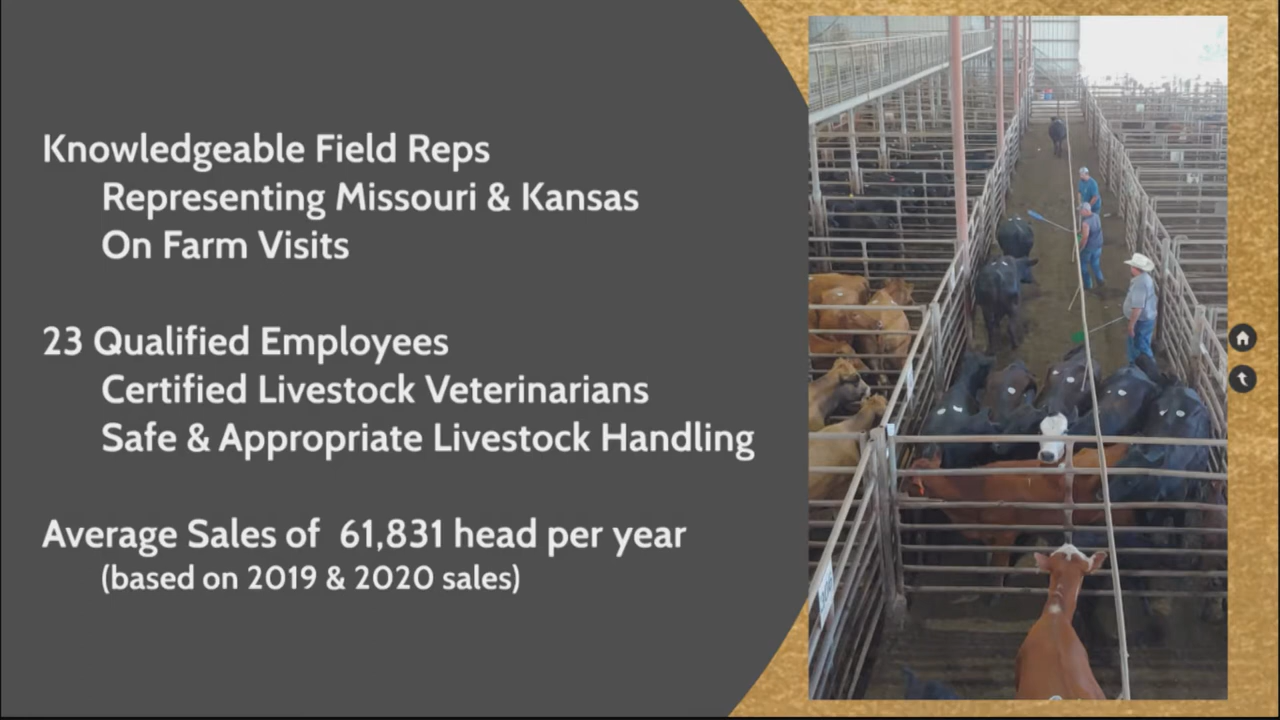 Knowledgeable Field Reps
Representing Missouri & Kansas
On Farm Visits
23 Qualified Employees
Certified Livestock Veterinarians
Safe & Appropriate Livestock Handling
Average Sales of 61,831 head per year
(based on 2019 & 2020 sales)